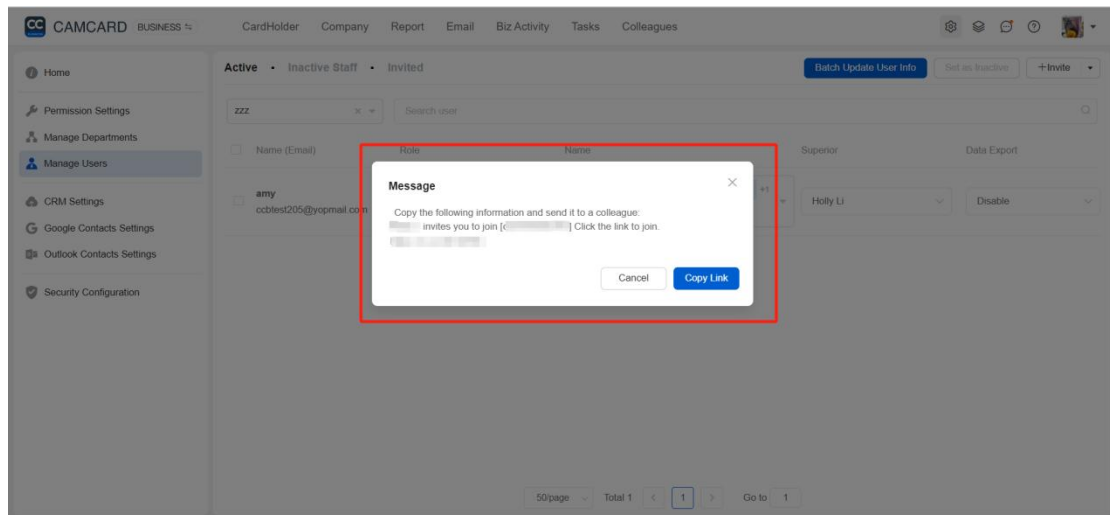 CC CAMCARD BUSINESS CardHolder Company Report Email Biz Activity Tasks Colleagues
Home
Permission Settings
Manage Departments
Manage Users
CRM Settings
Google Contacts Settings
Outlook Contacts Settings
Security Configuration
Active • Inactive Staff • Invited Batch Update User Info Set as Inactive +Invite
zzz Search user
Name (Email) Role Name Superior Data Export
amy
ccbtest205@yopmail.com +1 Holly Li Disable
Message
Copy the following information and send it to a colleague:
invites you to join [ ] Click the link to join.
Cancel Copy Link
50/page Total 1 1 Go to 1